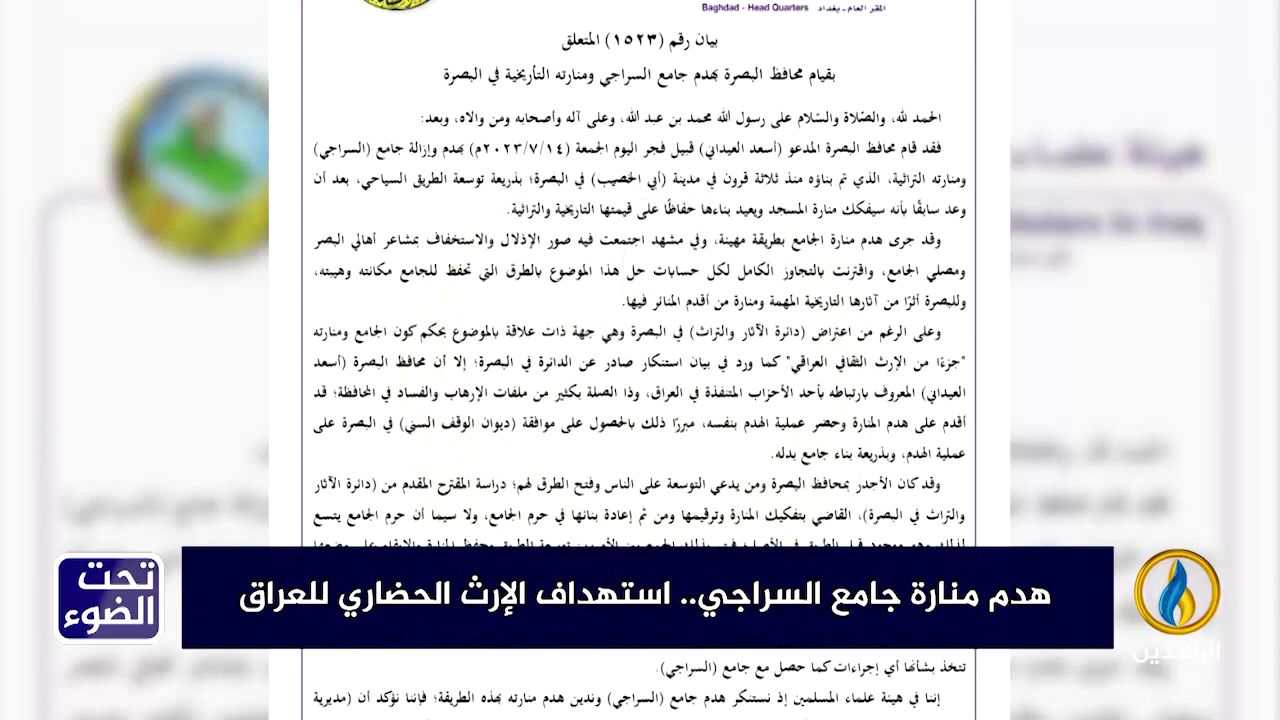 Baghdad - Head Quarters المقر العام - بغداد
بيان رقم (١٥٢٣) المتعلق
بقيام محافظ البصرة بهدم جامع السراجي ومنارته التأريخية في البصرة
الحمد لله، والصّلاة والسّلام على رسول الله محمد بن عبد الله، وعلى آله وأصحابه ومن والاه، وبعد:
فقد قام محافظ البصرة المدعو (أسعد العيداني) قبيل فجر اليوم الجمعة (٢٠٢٣/٧/١٤م) بهدم وإزالة جامع (السراجي)
ومنارته التراثية، الذي تم بناؤه منذ ثلاثة قرون في مدينة (أبي الخصيب) في البصرة؛ بذريعة توسعة الطريق السياحي، بعد أن
وعد سابقًا بأنه سيفكك منارة المسجد ويعيد بناءها حفاظًا على قيمتها التاريخية والتراثية.
وقد جرى هدم منارة الجامع بطريقة مهينة، وفي مشهد اجتمعت فيه صور الإذلال والاستخفاف بمشاعر أهالي البصر
ومصلي الجامع، واقترنت بالتجاوز الكامل لكل حسابات حل هذا الموضوع بالطرق التي تحفظ للجامع مكانته وهيبته،
وللبصرة أثرًا من آثارها التاريخية المهمة ومنارة من أقدم المنائر فيها.
وعلى الرغم من اعتراض (دائرة الآثار والتراث) في البصرة وهي جهة ذات علاقة بالموضوع بحكم كون الجامع ومنارته
"جزءًا من الإرث الثقافي العراقي" كما ورد في بيان استنكار صادر عن الدائرة في البصرة؛ إلا أن محافظ البصرة (أسعد
العيداني) المعروف بارتباطه بأحد الأحزاب المتنفذة في العراق، وذا الصلة بكثير من ملفات الإرهاب والفساد في المحافظة؛ قد
أقدم على هدم المنارة وحضر عملية الهدم بنفسه، مبررًا ذلك بالحصول على موافقة (ديوان الوقف السني) في البصرة على
عملية الهدم، وبذريعة بناء جامع بدله.
وقد كان الأجدر بمحافظ البصرة ومن يدعي التوسعة على الناس وفتح الطرق لهم؛ دراسة المقترح المقدم من (دائرة الآثار
والتراث في البصرة)، القاضي بتفكيك المنارة وترقيمها ومن ثم إعادة بنائها في حرم الجامع، ولا سيما أن حرم الجامع يتسع
هدم منارة جامع السراجي.. استهداف الإرث الحضاري للعراق
تحت
الضوء
الرافدين
تتخذ بشأنها أي إجراءات كما حصل مع جامع (السراجي).
إننا في هيئة علماء المسلمين إذ نستنكر هدم جامع (السراجي) وندين هدم منارته بهذه الطريقة؛ فإننا نؤكد أن (مديرية